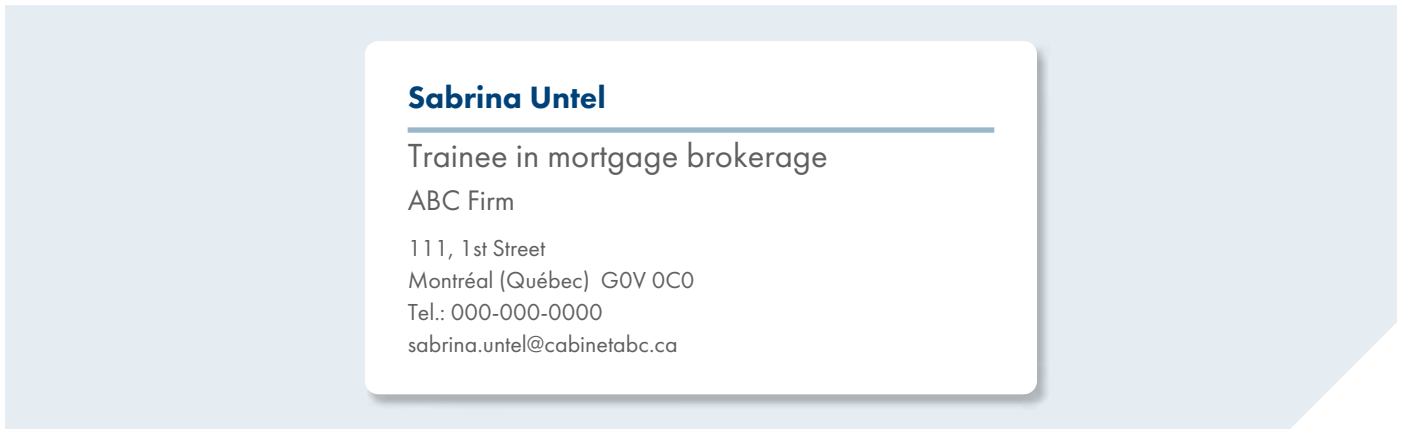 Sabrina Untel
Trainee in mortgage brokerage
ABC Firm
111, 1st Street
Montréal (Québec)  G0V 0C0
Tel.: 000-000-0000
sabrina.untel@cabinetabc.ca